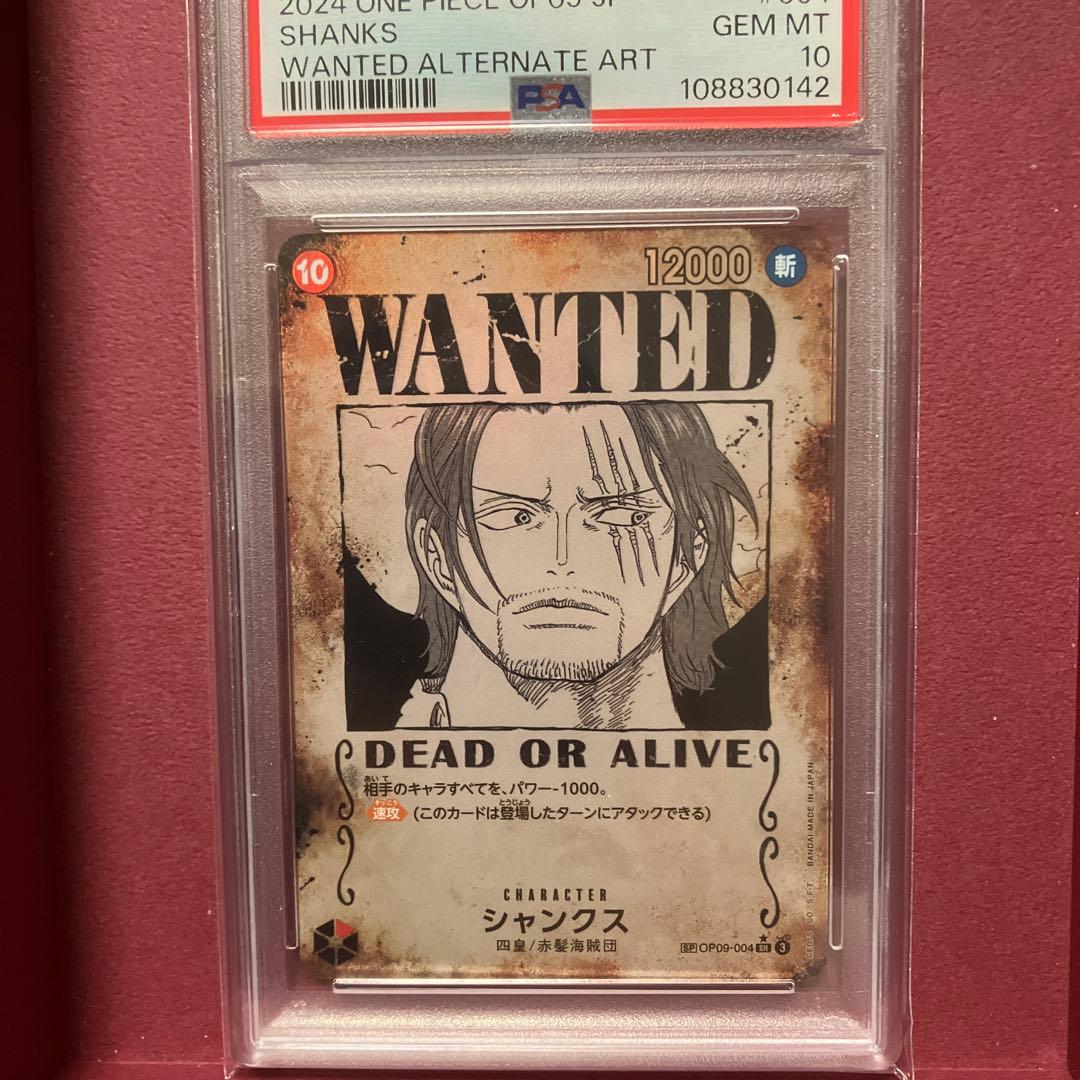 2024 ONE PIECE OP09 SP
SHANKS
GEM MT
WANTED ALTERNATE ART
10
PSA
108830142
10
12000
斬
WANTED
DEAD OR ALIVE
相手のキャラすべてを、パワー-1000。
速攻 (このカードは登場したターンにアタックできる)
CHARACTER
シャンクス
四皇/赤髪海賊団
SP OP09-004 SR 3
BANDAI MADE IN JAPAN